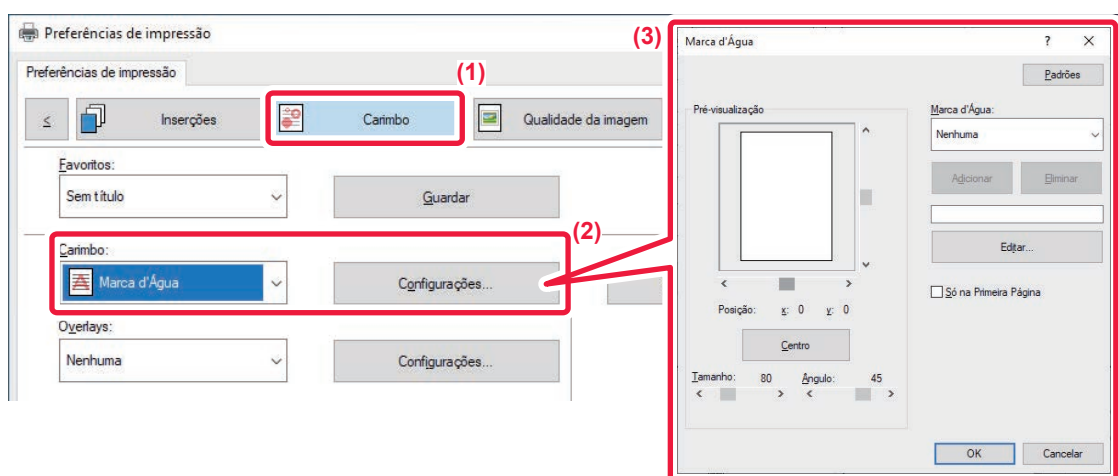 Preferências de impressão
Preferências de impressão
(1)
≤
Inserções
Carimbo
Qualidade da imagem
Favoritos:
Sem título
Guardar
(2)
Carimbo:
Marca d'Água
Configurações...
Overlays:
Nenhuma
Configurações...
(3)
Marca d'Água
?
Padrões
Pré-visualização
Marca d'Água:
Nenhuma
Adicionar
Eliminar
Editar...
Só na Primeira Página
Posição: x: 0 y: 0
Centro
Tamanho: 80 Ângulo: 45
OK
Cancelar